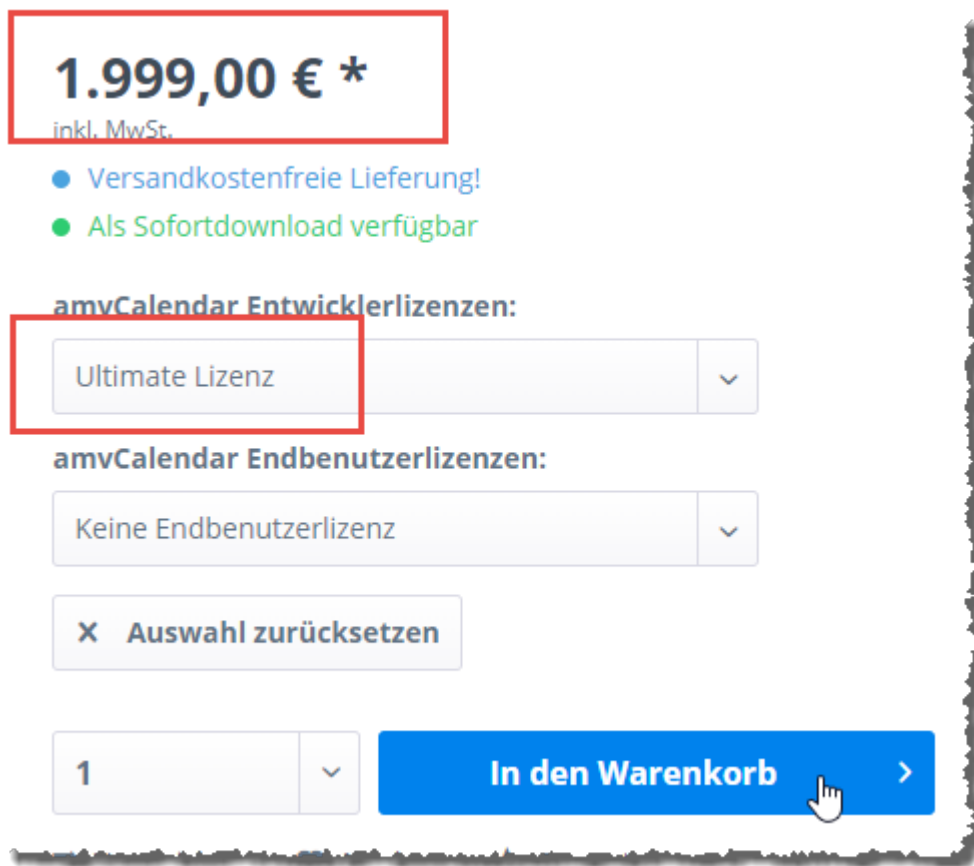 1.999,00 € *
inkl. MwSt.
Versandkostenfreie Lieferung!
Als Sofortdownload verfügbar
amvCalendar Entwicklerlizenzen:
Ultimate Lizenz
amvCalendar Endbenutzerlizenzen:
Keine Endbenutzerlizenz
Auswahl zurücksetzen
1
In den Warenkorb